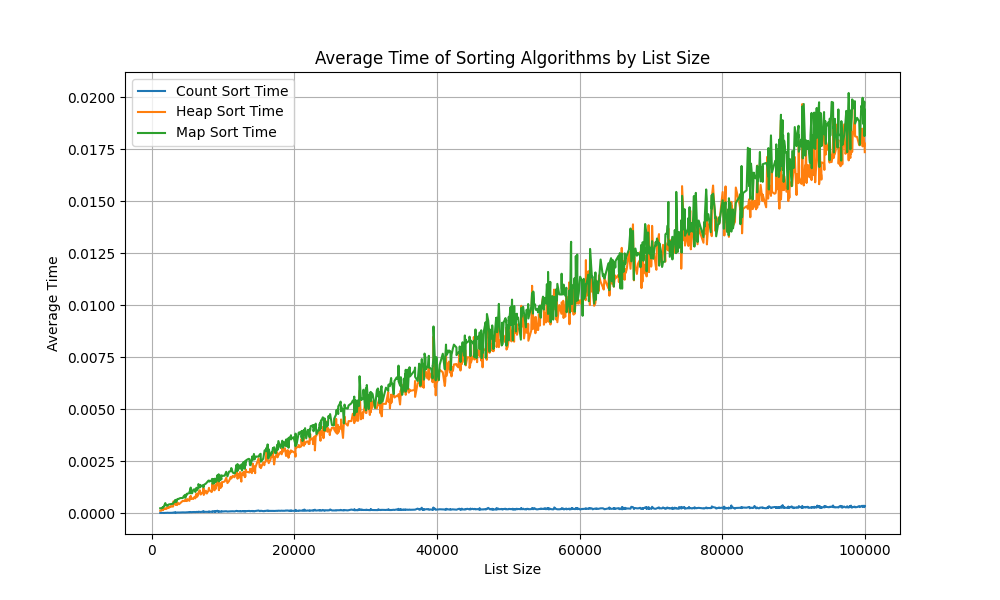 Average Time of Sorting Algorithms by List Size
Count Sort Time
Heap Sort Time
Map Sort Time
Average Time
0.0200
0.0175
0.0150
0.0125
0.0100
0.0075
0.0050
0.0025
0.0000
0 20000 40000 60000 80000 100000
List Size